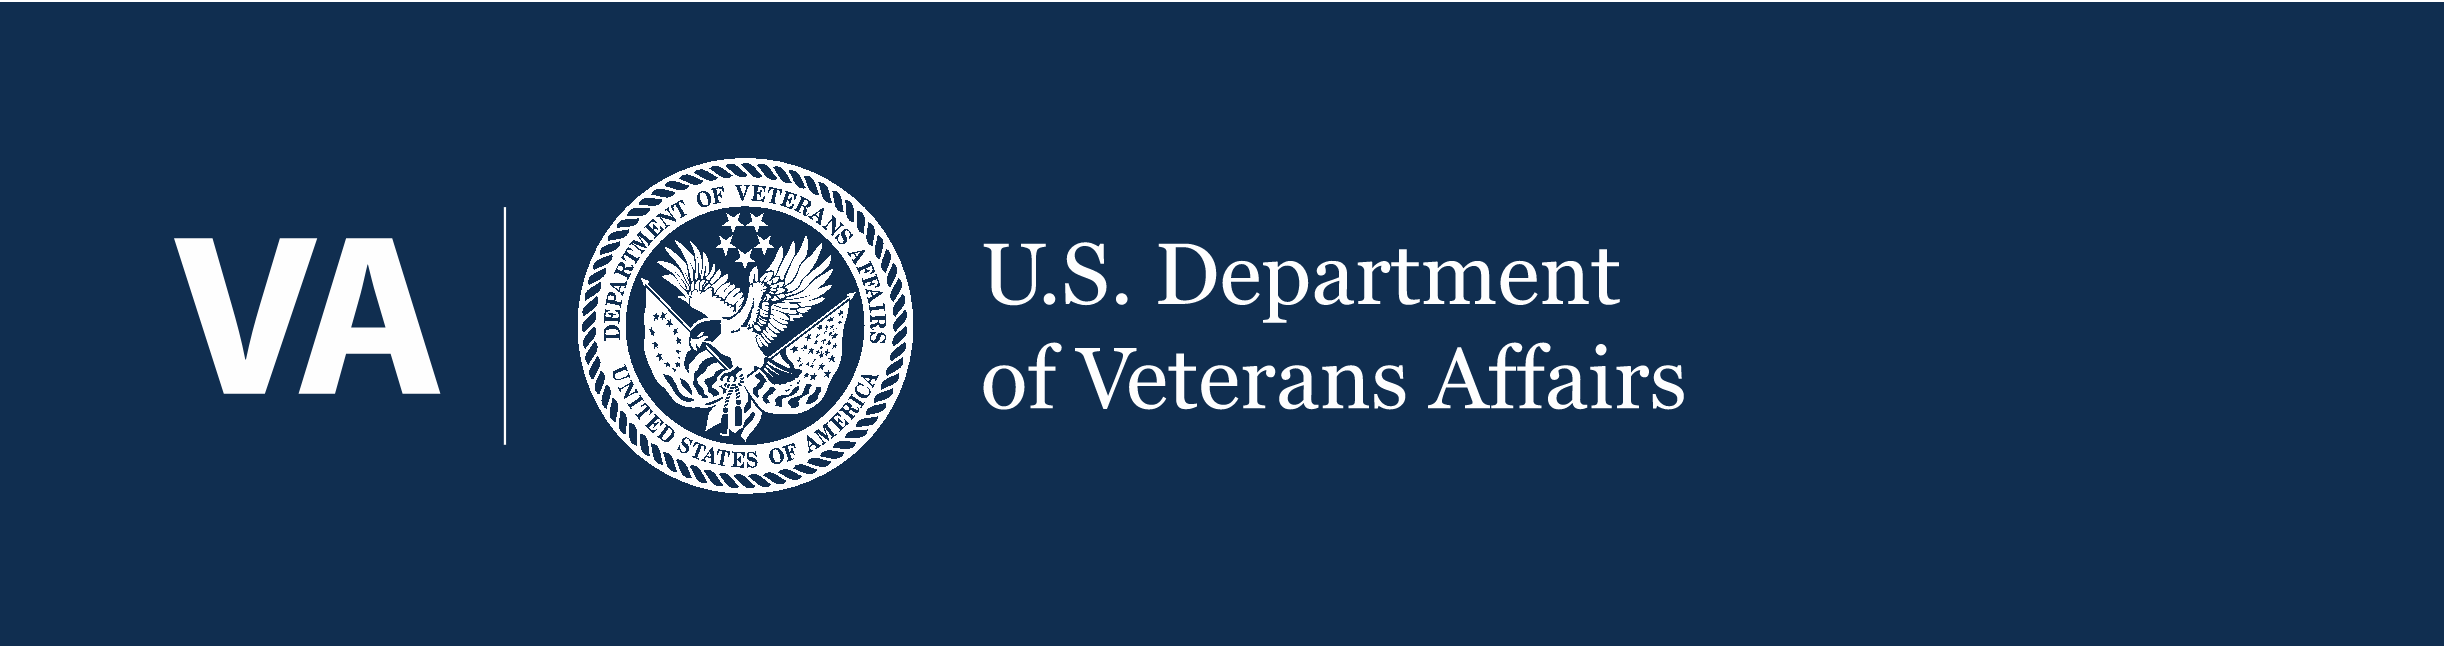 VA
DEPARTMENT OF VETERANS AFFAIRS
UNITED STATES OF AMERICA
U.S. Department
of Veterans Affairs